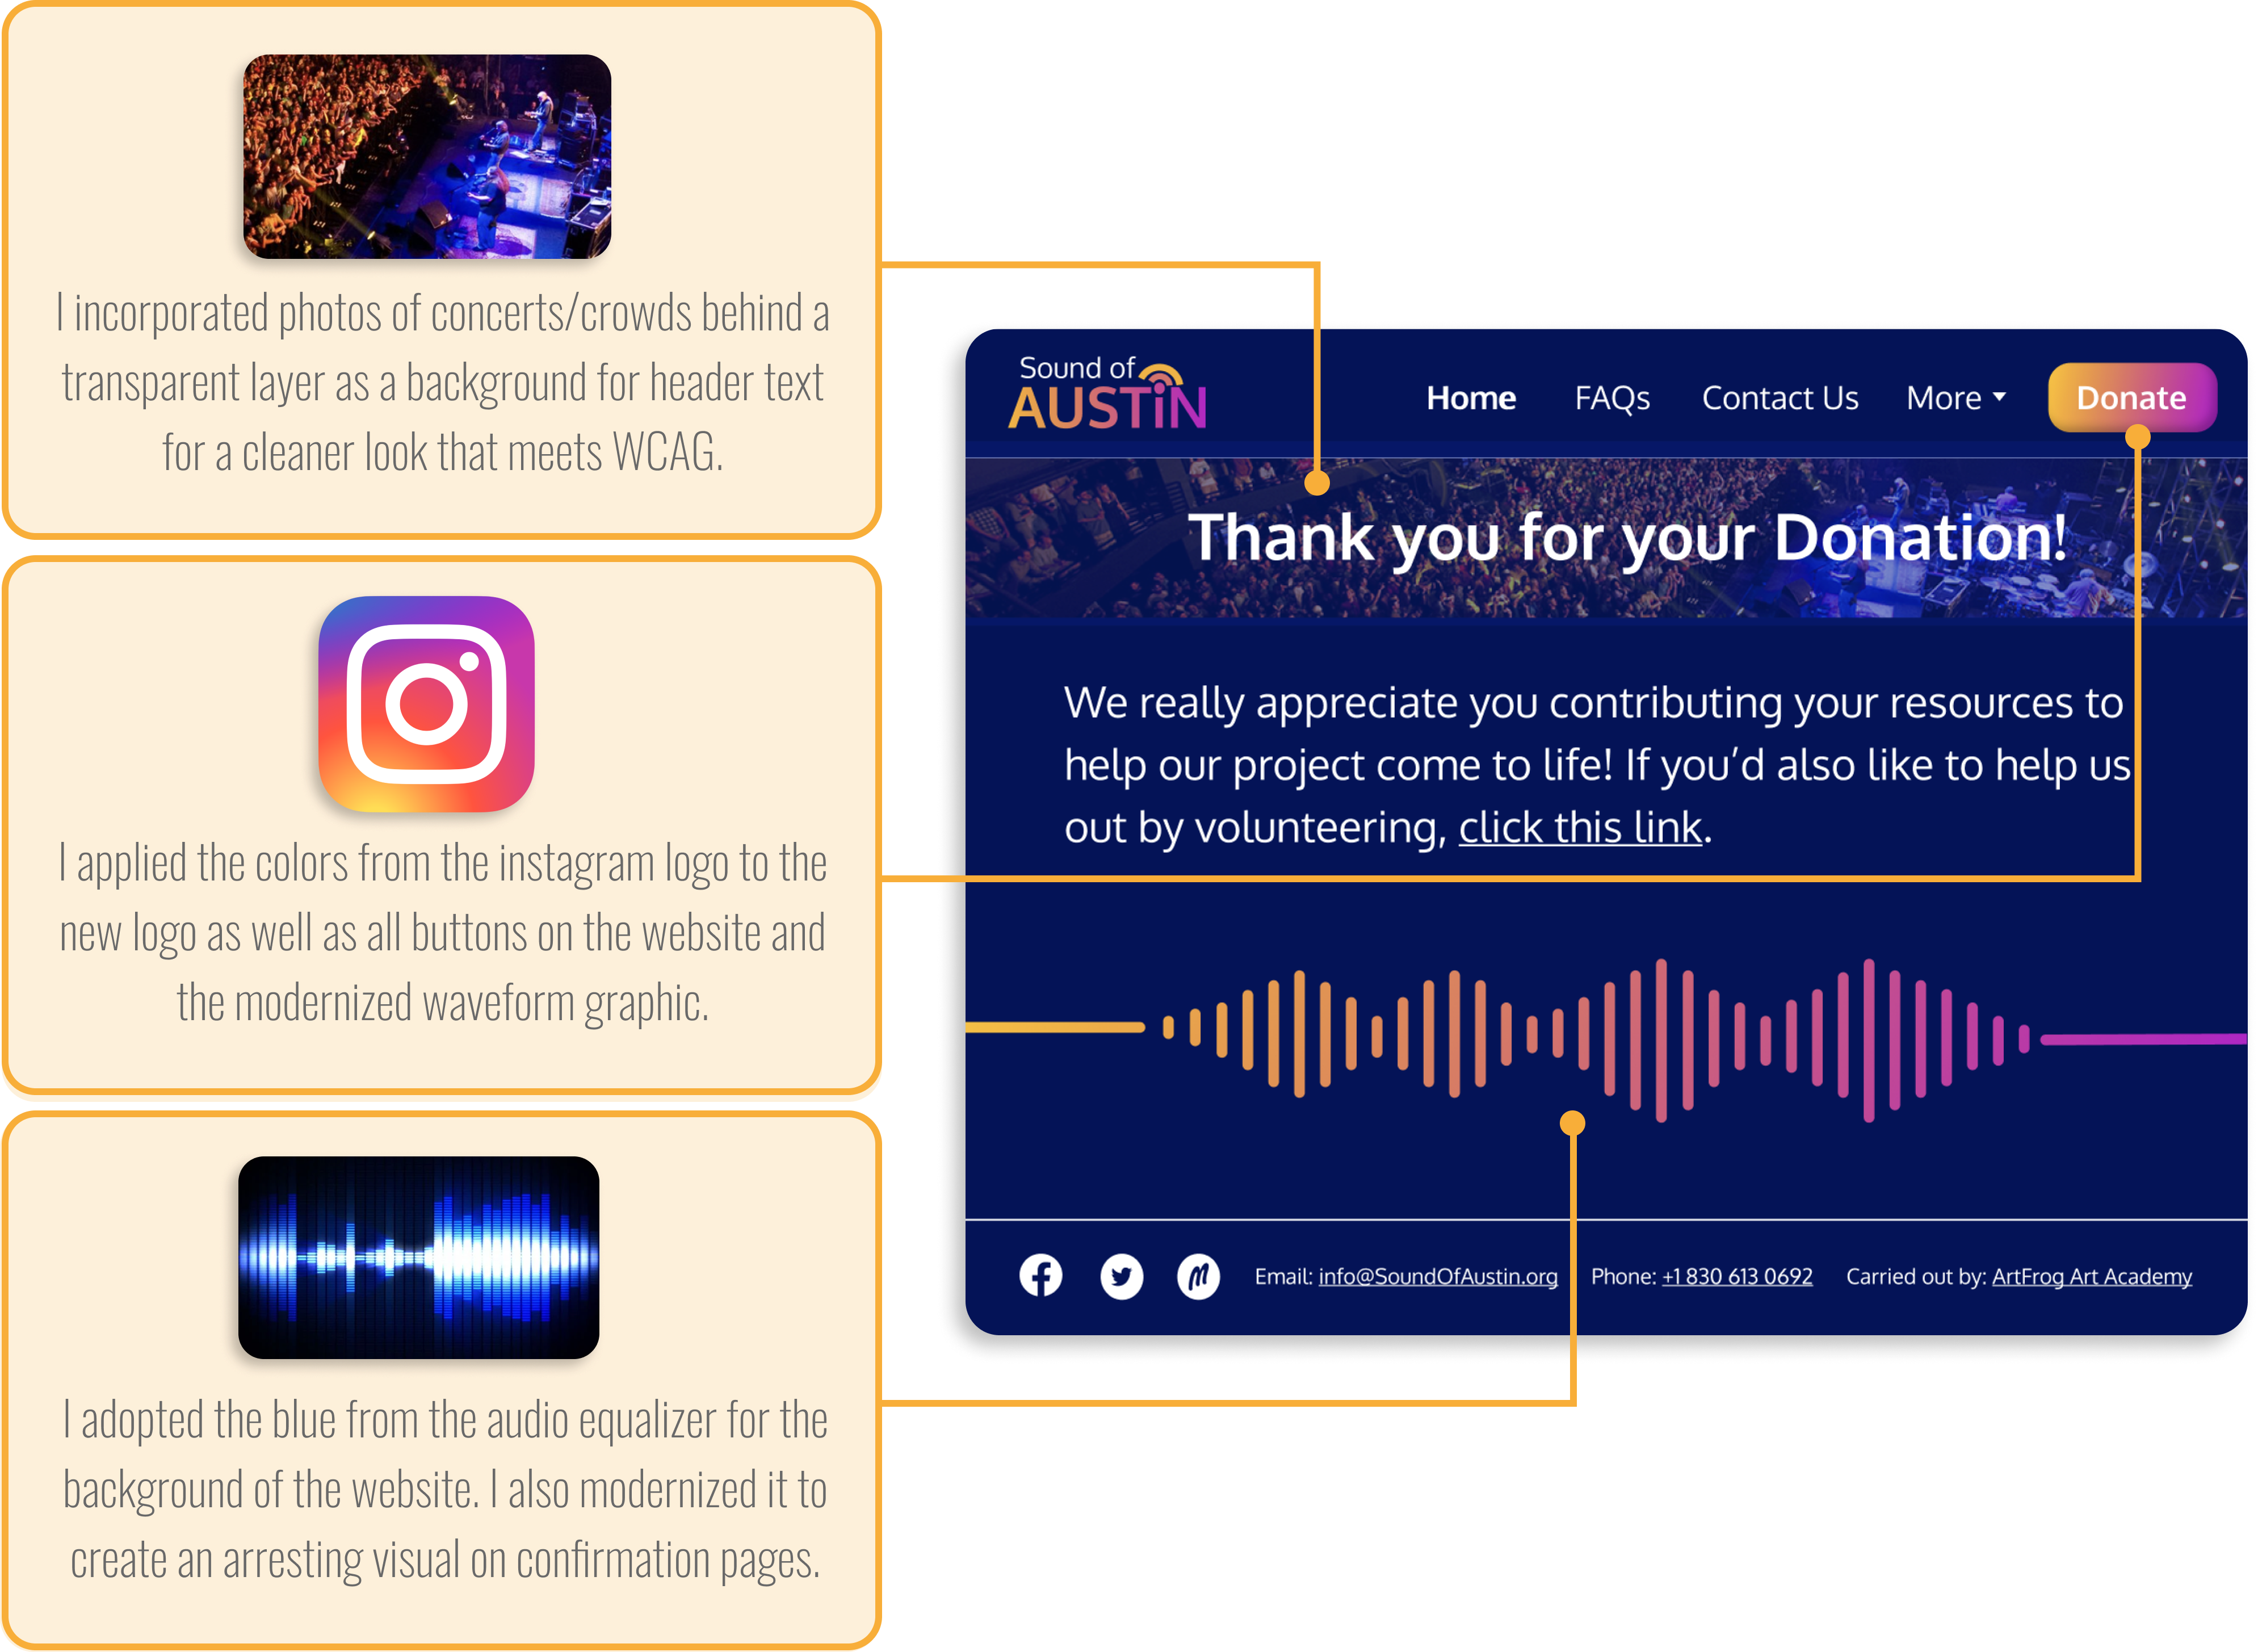 I incorporated photos of concerts/crowds behind a
transparent layer as a background for header text
for a cleaner look that meets WCAG.
I applied the colors from the instagram logo to the
new logo as well as all buttons on the website and
the modernized waveform graphic.
I adopted the blue from the audio equalizer for the
background of the website. I also modernized it to
create an arresting visual on confirmation pages.
Sound of
AUSTiN
Home FAQs Contact Us More Donate
Thank you for your Donation!
We really appreciate you contributing your resources to
help our project come to life! If you’d also like to help us
out by volunteering, click this link.
Email: info@SoundOfAustin.org Phone: +1 830 613 0692 Carried out by: ArtFrog Art Academy